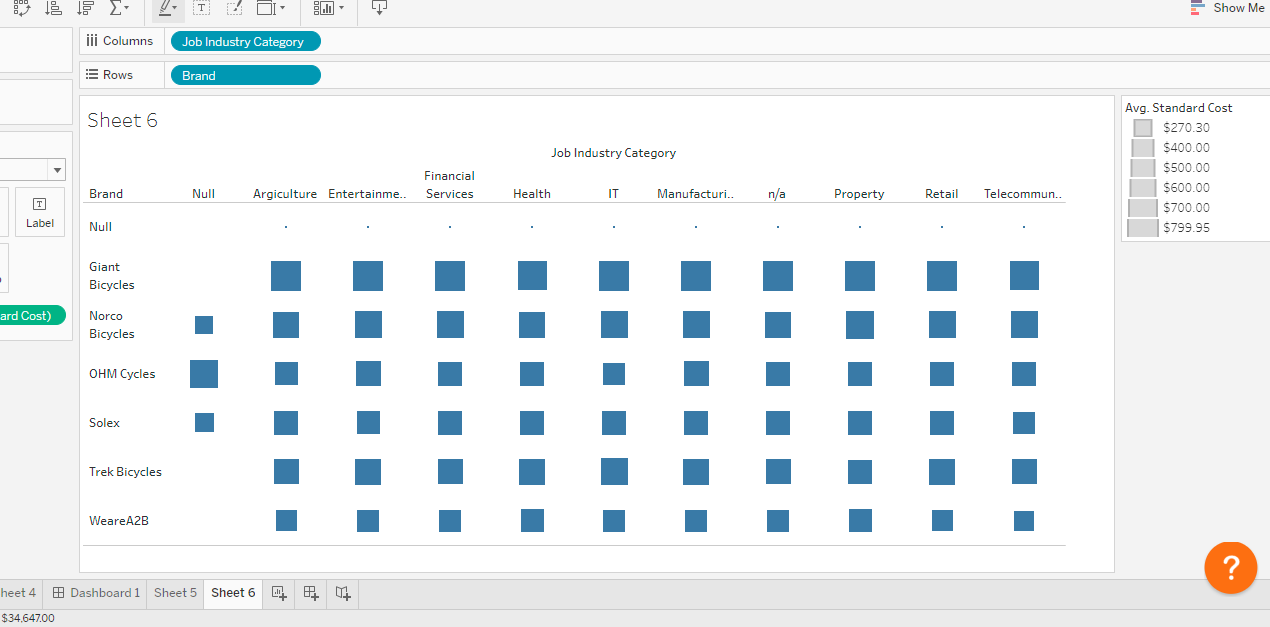 Show Me
Columns
Job Industry Category
Rows
Brand
Sheet 6
Avg. Standard Cost
$270.30
$400.00
$500.00
$600.00
$700.00
$799.95
Job Industry Category
Brand Null Argiculture Entertainme.. Financial Services Health IT Manufacturi.. n/a Property Retail Telecommun..
Label
ard Cost)
Null
Giant
Bicycles
Norco
Bicycles
OHM Cycles
Solex
Trek Bicycles
WeareA2B
?
heet 4 Dashboard 1 Sheet 5 Sheet 6
$34,647.00